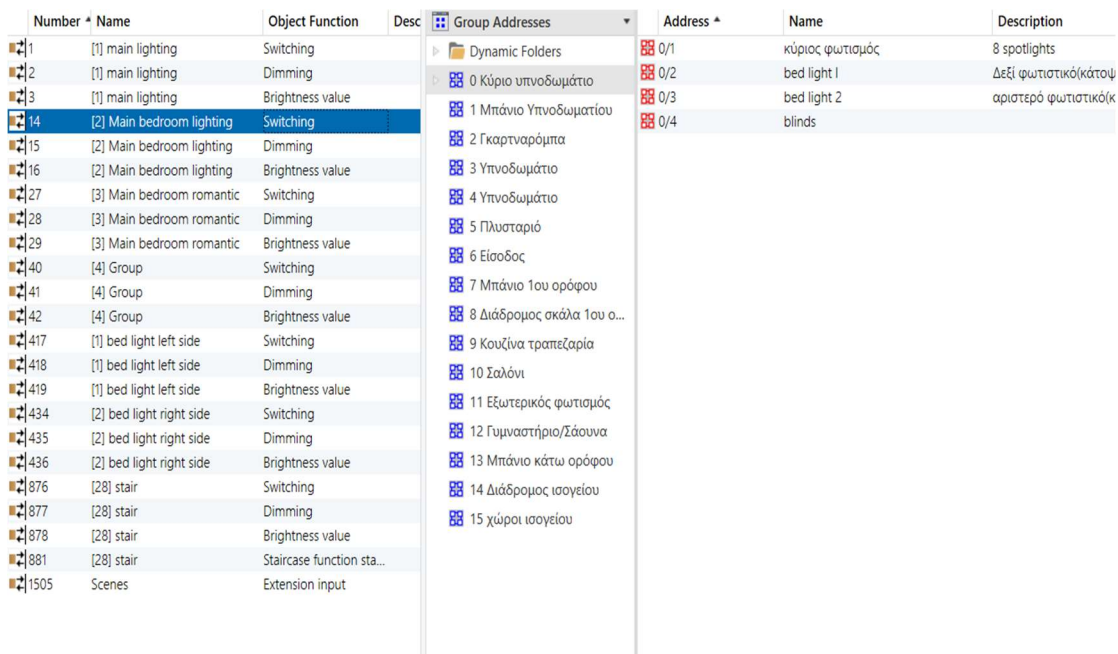 Number Name Object Function Desc
1 [1] main lighting Switching
2 [1] main lighting Dimming
3 [1] main lighting Brightness value
14 [2] Main bedroom lighting Switching
15 [2] Main bedroom lighting Dimming
16 [2] Main bedroom lighting Brightness value
27 [3] Main bedroom romantic Switching
28 [3] Main bedroom romantic Dimming
29 [3] Main bedroom romantic Brightness value
40 [4] Group Switching
41 [4] Group Dimming
42 [4] Group Brightness value
417 [1] bed light left side Switching
418 [1] bed light left side Dimming
419 [1] bed light left side Brightness value
434 [2] bed light right side Switching
435 [2] bed light right side Dimming
436 [2] bed light right side Brightness value
876 [28] stair Switching
877 [28] stair Dimming
878 [28] stair Brightness value
881 [28] stair Staircase function sta...
1505 Scenes Extension input
Group Addresses
Dynamic Folders
0 Κύριο υπνοδωμάτιο
1 Μπάνιο Υπνοδωματίου
2 Γκαρτναρόμπα
3 Υπνοδωμάτιο
4 Υπνοδωμάτιο
5 Πλυσταριό
6 Είσοδος
7 Μπάνιο 1ου ορόφου
8 Διάδρομος σκάλα 1ου ο...
9 Κουζίνα τραπεζαρία
10 Σαλόνι
11 Εξωτερικός φωτισμός
12 Γυμναστήριο/Σάουνα
13 Μπάνιο κάτω ορόφου
14 Διάδρομος ισογείου
15 χώροι ισογείου
Address Name Description
0/1 κύριος φωτισμός 8 spotlights
0/2 bed light l Δεξί φωτιστικό(κάτοψ
0/3 bed light 2 αριστερό φωτιστικό(κ
0/4 blinds